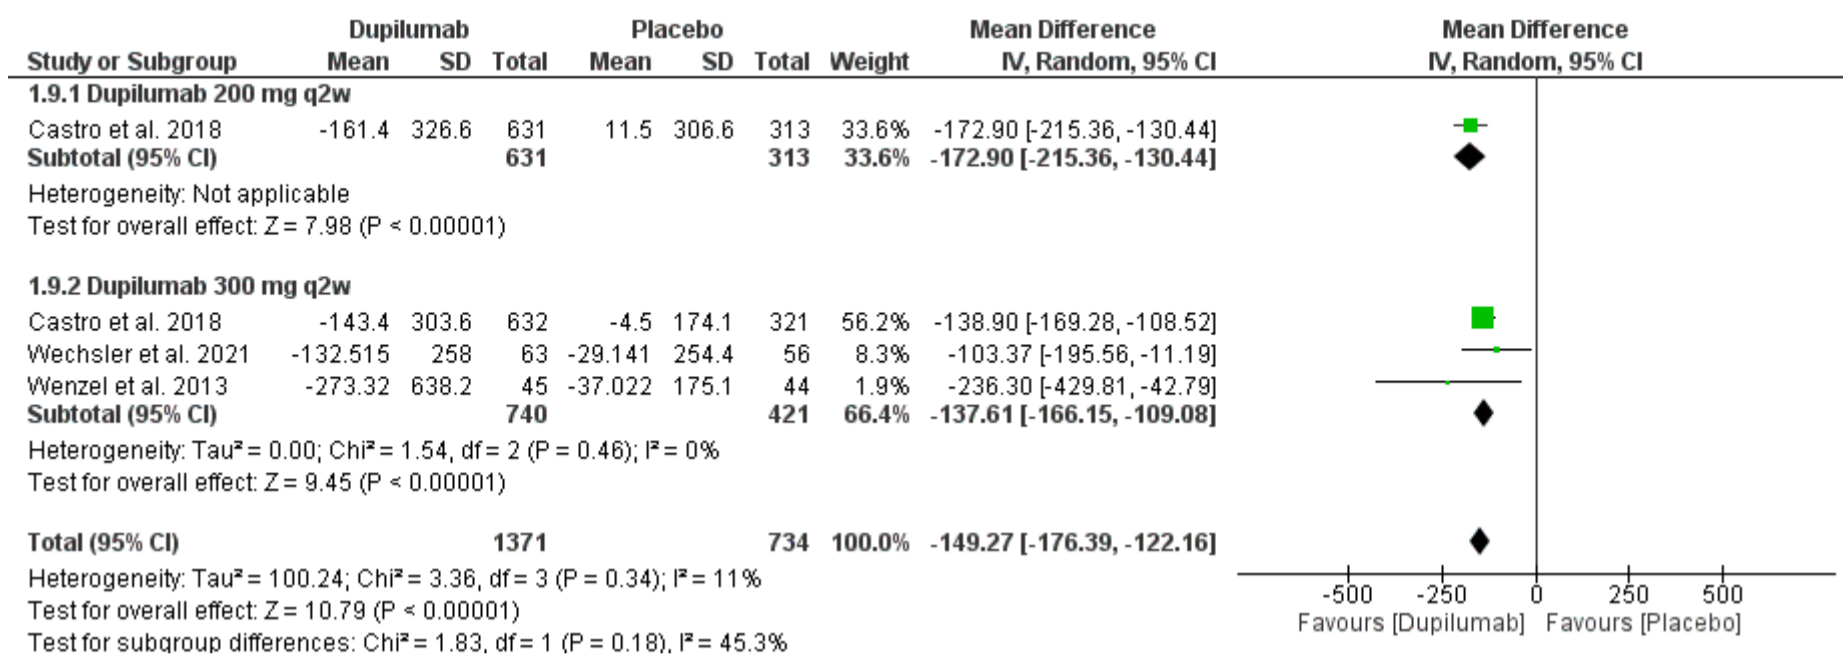 Dupilumab Placebo Mean Difference Mean Difference
Study or Subgroup Mean SD Total Mean SD Total Weight IV, Random, 95% CI IV, Random, 95% CI
1.9.1 Dupilumab 200 mg q2w
Castro et al. 2018 -161.4 326.6 631 11.5 306.6 313 33.6% -172.90 [-215.36, -130.44]
Subtotal (95% CI) 631 313 33.6% -172.90 [-215.36, -130.44]
Heterogeneity: Not applicable
Test for overall effect: Z = 7.98 (P < 0.00001)
1.9.2 Dupilumab 300 mg q2w
Castro et al. 2018 -143.4 303.6 632 -4.5 174.1 321 56.2% -138.90 [-169.28, -108.52]
Wechsler et al. 2021 -132.515 258 63 -29.141 254.4 56 8.3% -103.37 [-195.56, -11.19]
Wenzel et al. 2013 -273.32 638.2 45 -37.022 175.1 44 1.9% -236.30 [-429.81, -42.79]
Subtotal (95% CI) 740 421 66.4% -137.61 [-166.15, -109.08]
Heterogeneity: Tau² = 0.00; Chi² = 1.54, df = 2 (P = 0.46); I² = 0%
Test for overall effect: Z = 9.45 (P < 0.00001)
Total (95% CI) 1371 734 100.0% -149.27 [-176.39, -122.16]
Heterogeneity: Tau² = 100.24; Chi² = 3.36, df = 3 (P = 0.34); I² = 11%
Test for overall effect: Z = 10.79 (P < 0.00001)
Test for subgroup differences: Chi² = 1.83, df = 1 (P = 0.18), I² = 45.3%
-500 -250 0 250 500
Favours [Dupilumab] Favours [Placebo]